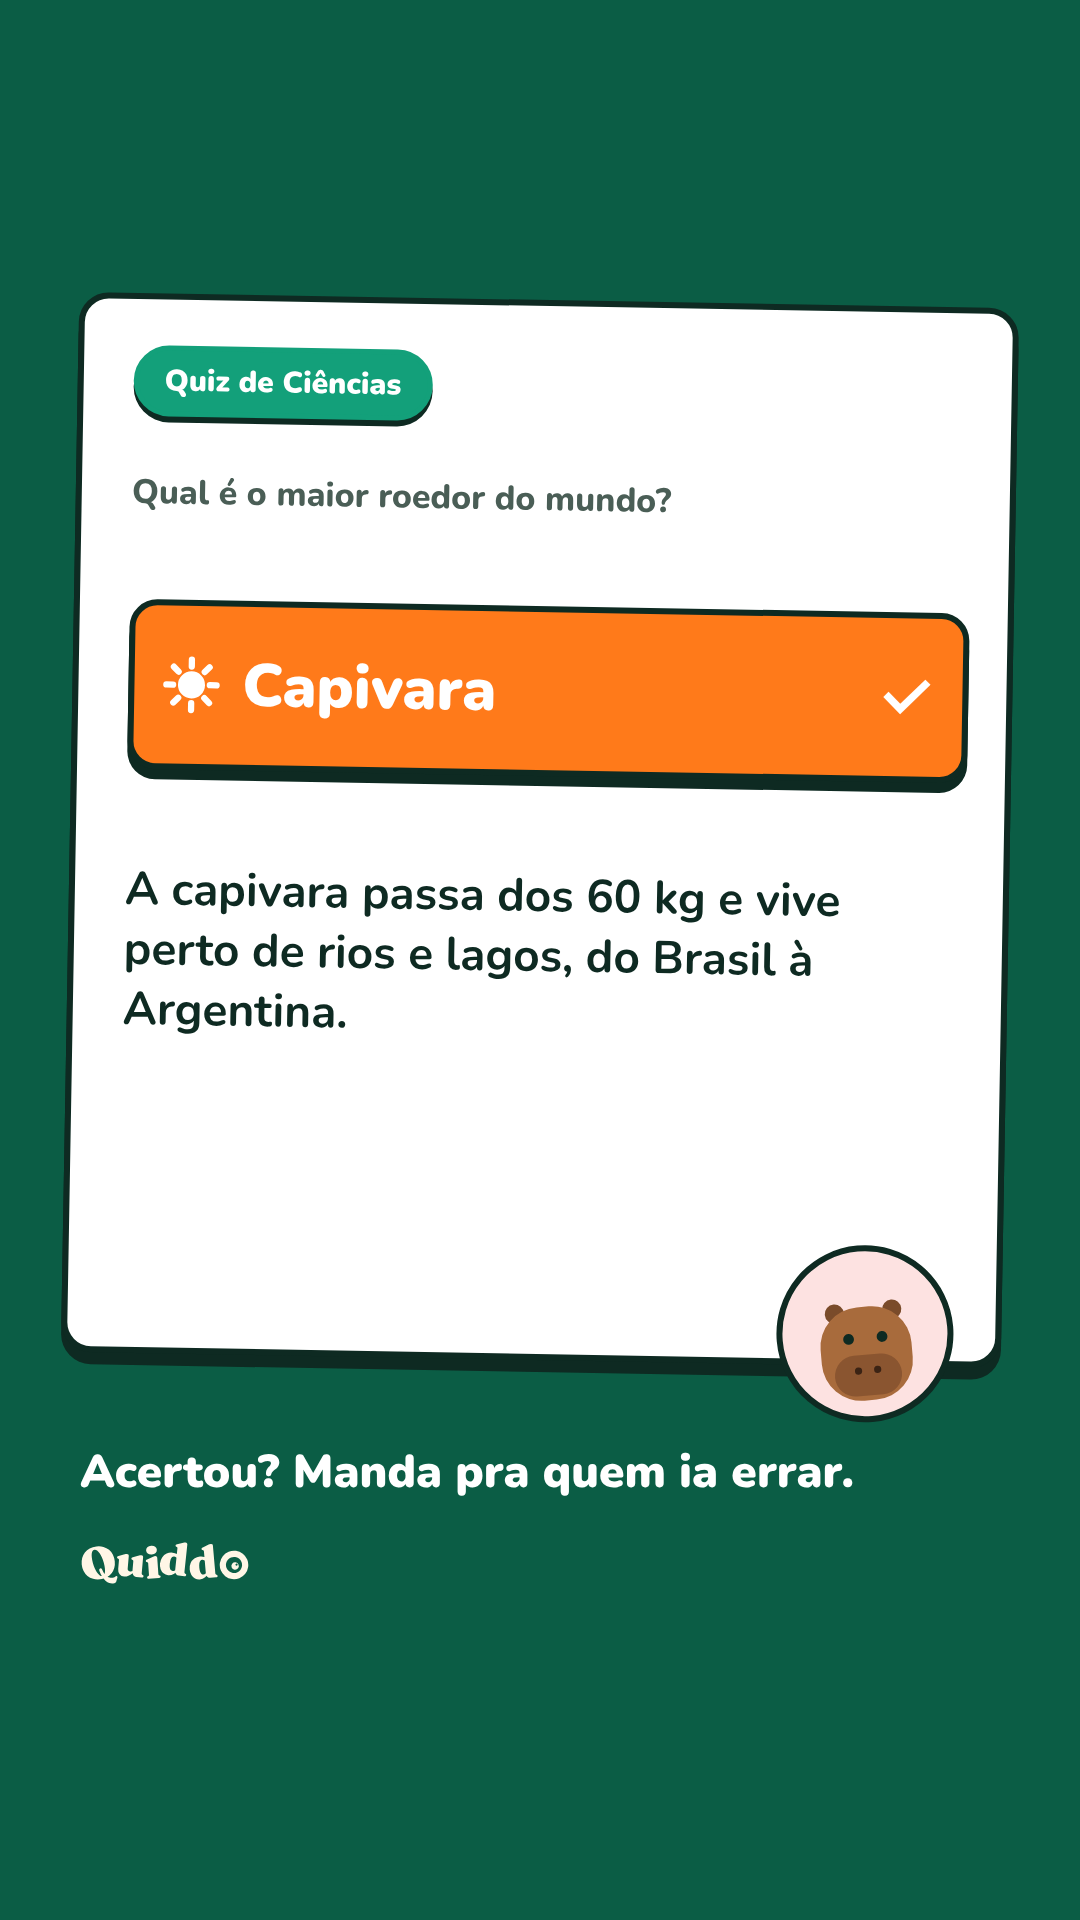 Quiz de Ciências
Qual é o maior roedor do mundo?
Capivara
A capivara passa dos 60 kg e vive
perto de rios e lagos, do Brasil à
Argentina.
Acertou? Manda pra quem ia errar.
Quiddo